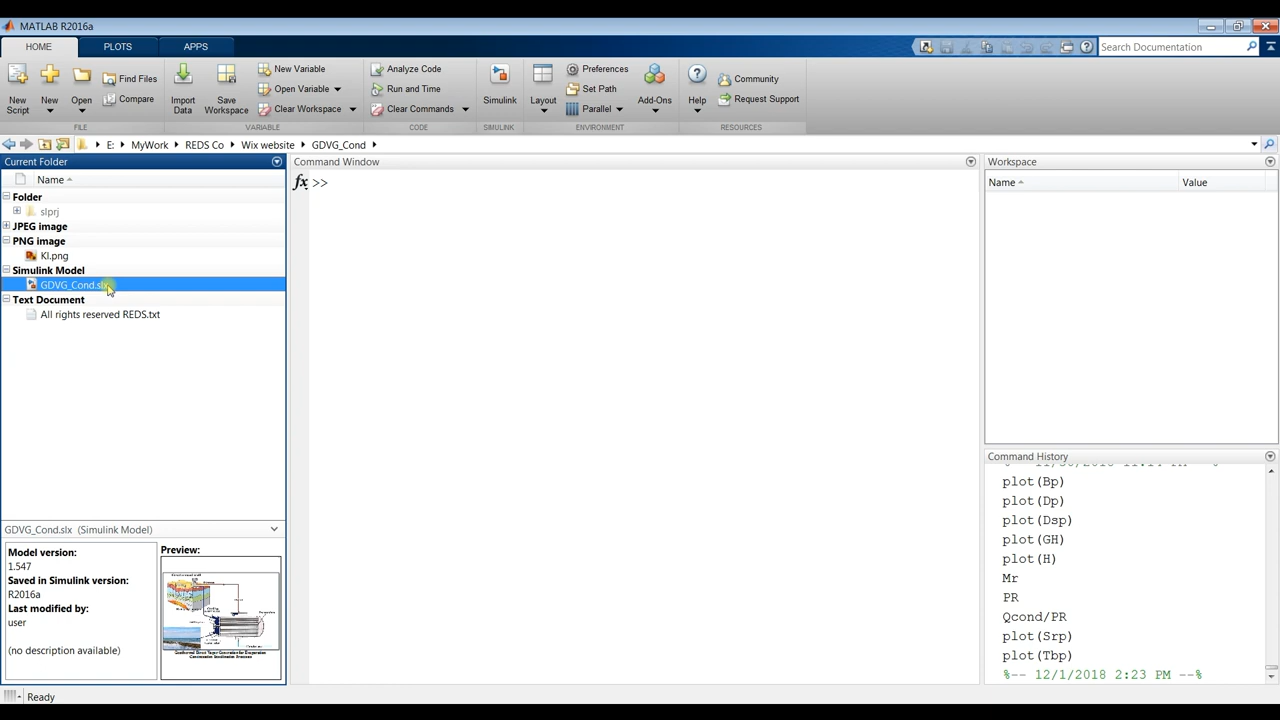 MATLAB R2016a
HOME
PLOTS
APPS
Search Documentation
New Script
New
Open
Find Files
Compare
Import Data
Save Workspace
New Variable
Open Variable
Clear Workspace
Analyze Code
Run and Time
Clear Commands
Simulink
Layout
Preferences
Set Path
Parallel
Add-Ons
Help
Community
Request Support
FILE
VARIABLE
CODE
SIMULINK
ENVIRONMENT
RESOURCES
E: MyWork REDS Co Wix website GDVG_Cond
Current Folder
Name
Folder
slprj
JPEG image
PNG image
KI.png
Simulink Model
GDVG_Cond.slx
Text Document
All rights reserved REDS.txt
GDVG_Cond.slx (Simulink Model)
Model version:
1.547
Saved in Simulink version:
R2016a
Last modified by:
user
(no description available)
Preview:
Command Window
fx >>
Workspace
Name
Value
Command History
plot(Bp)
plot(Dp)
plot(Dsp)
plot(GH)
plot(H)
Mr
PR
Qcond/PR
plot(Srp)
plot(Tbp)
%-- 12/1/2018 2:23 PM --%
Ready